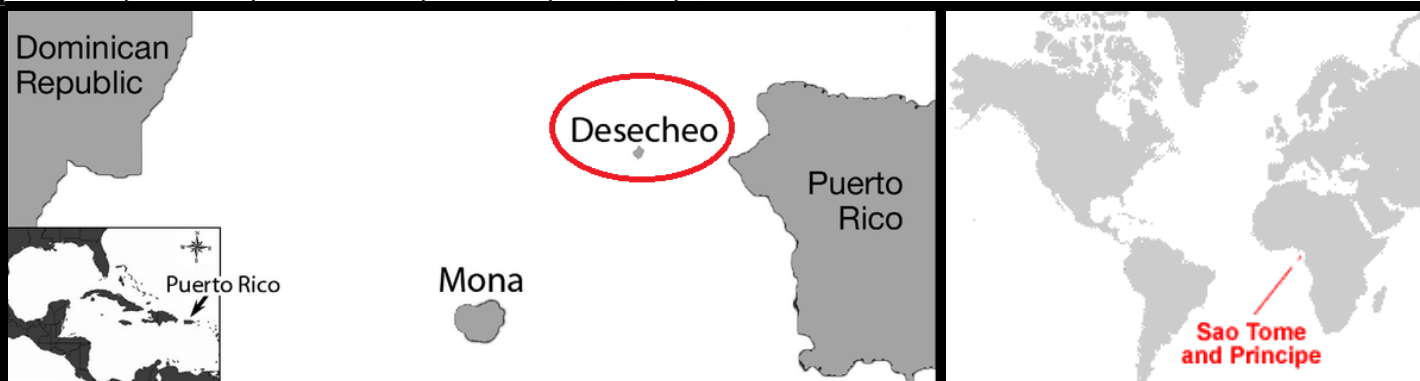 Dominican
Republic
Desecheo
Puerto
Rico
Mona
Puerto Rico
Sao Tome
and Principe